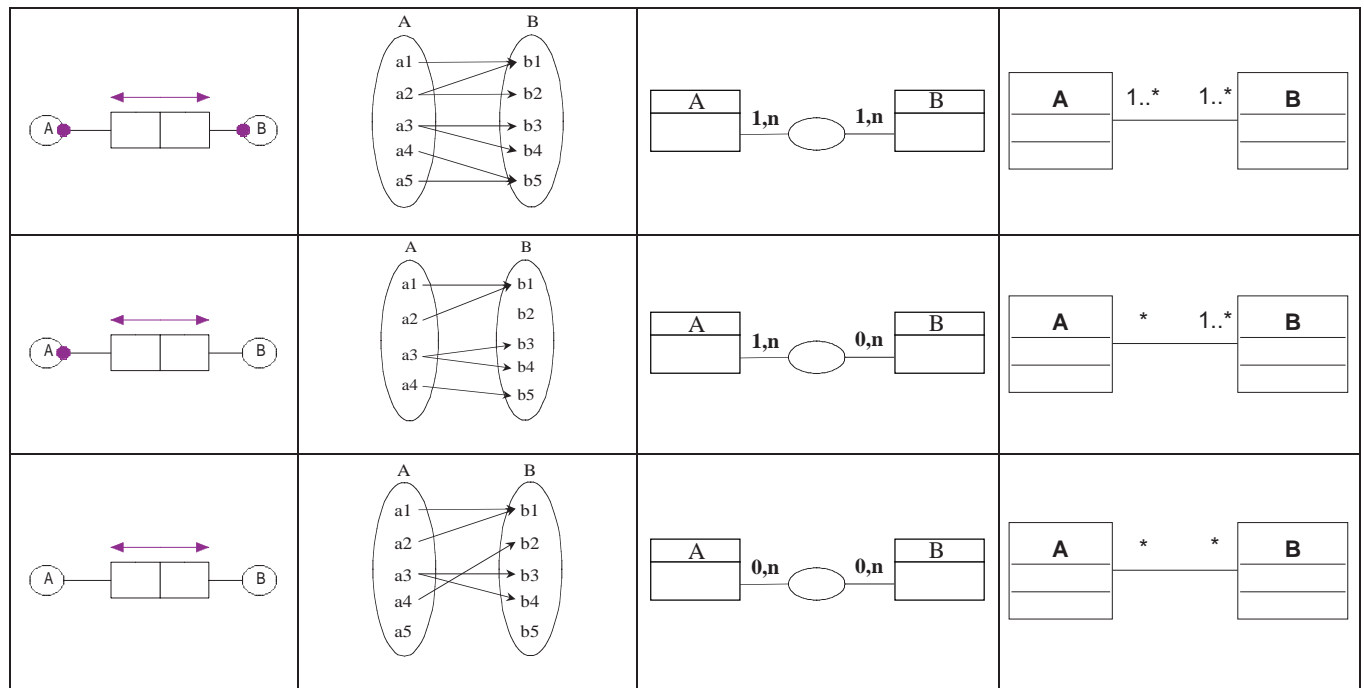 A B
A B
a1 b1
a2 b2
a3 b3
a4 b4
a5 b5
A 1,n 1,n B
A 1..* 1..* B
A B
A B
a1 b1
a2 b2
a3 b3
a4 b4
b5
A 1,n 0,n B
A * 1..* B
A B
A B
a1 b1
a2 b2
a3 b3
a4 b4
a5 b5
A 0,n 0,n B
A * * B